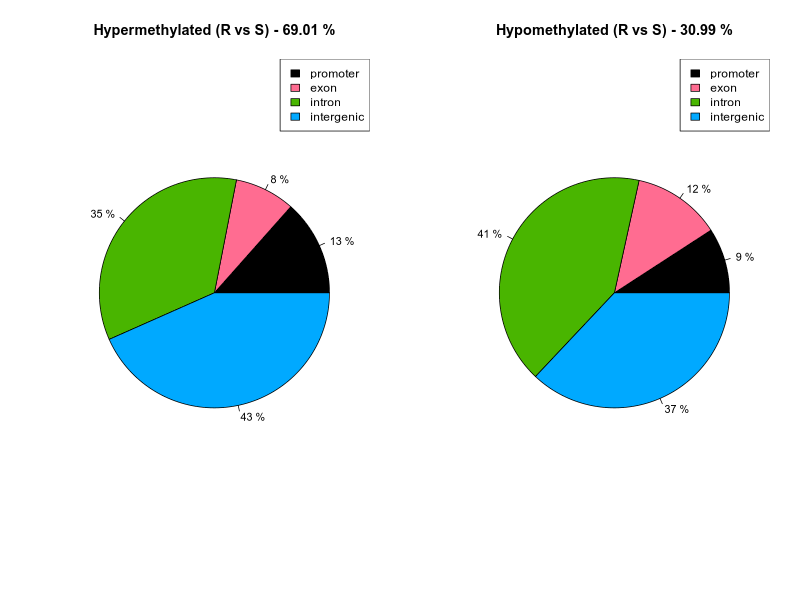 Hypermethylated (R vs S) - 69.01 %
promoter
exon
intron
intergenic
8 %
35 %
13 %
43 %
Hypomethylated (R vs S) - 30.99 %
promoter
exon
intron
intergenic
12 %
41 %
9 %
37 %